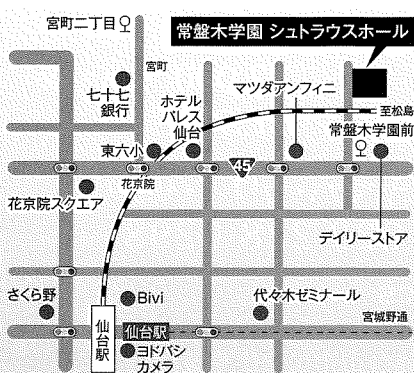 宮町二丁目
常盤木学園 シュトラウスホール
宮町
七十七
銀行
ホテル
パレス
仙台
マツダアンフィニ
至松島
常盤木学園前
東六小
45
花京院
花京院スクエア
デイリーストア
さくら野
Bivi
代々木ゼミナール
仙台駅
仙台駅
宮城野通
ヨドバシ
カメラ